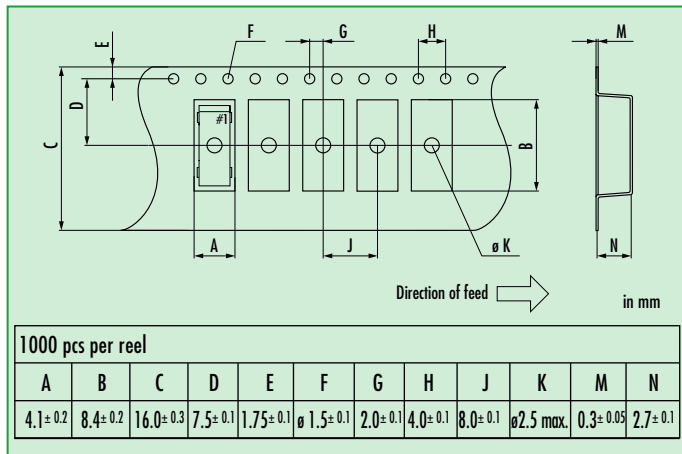 F G H M
E
D
C
#1
B
A J ø K N
Direction of feed
in mm
1000 pcs per reel
A B C D E F G H J K M N
4.1± 0.2 8.4± 0.2 16.0± 0.3 7.5± 0.1 1.75± 0.1 ø 1.5± 0.1 2.0± 0.1 4.0± 0.1 8.0± 0.1 ø2.5 max. 0.3± 0.05 2.7± 0.1